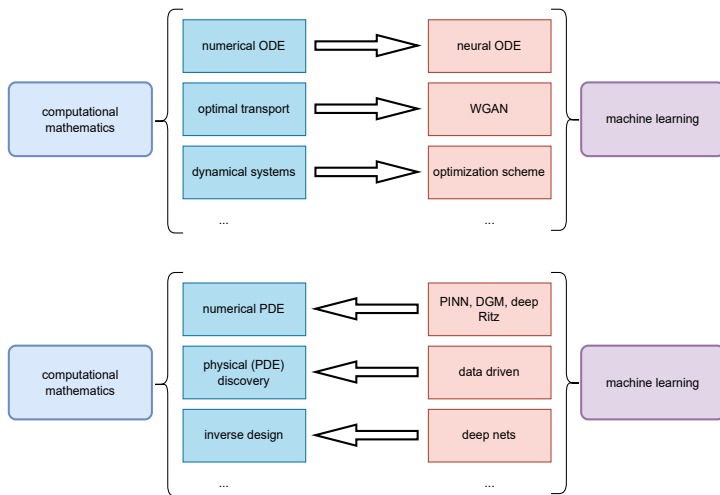 numerical ODE
neural ODE
computational
mathematics
optimal transport
WGAN
machine learning
dynamical systems
optimization scheme
...
...
numerical PDE
PINN, DGM, deep
Ritz
computational
mathematics
physical (PDE)
discovery
data driven
machine learning
inverse design
deep nets
...
...